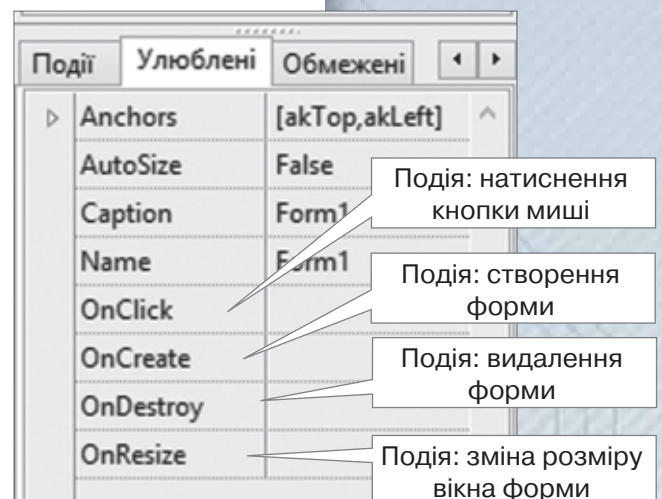 Події Улюблені Обмежені
Anchors [akTop,akLeft]
AutoSize False
Caption Form1
Name Form1
OnClick
OnCreate
OnDestroy
OnResize
Подія: натиснення
кнопки миші
Подія: створення
форми
Подія: видалення
форми
Подія: зміна розміру
вікна форми